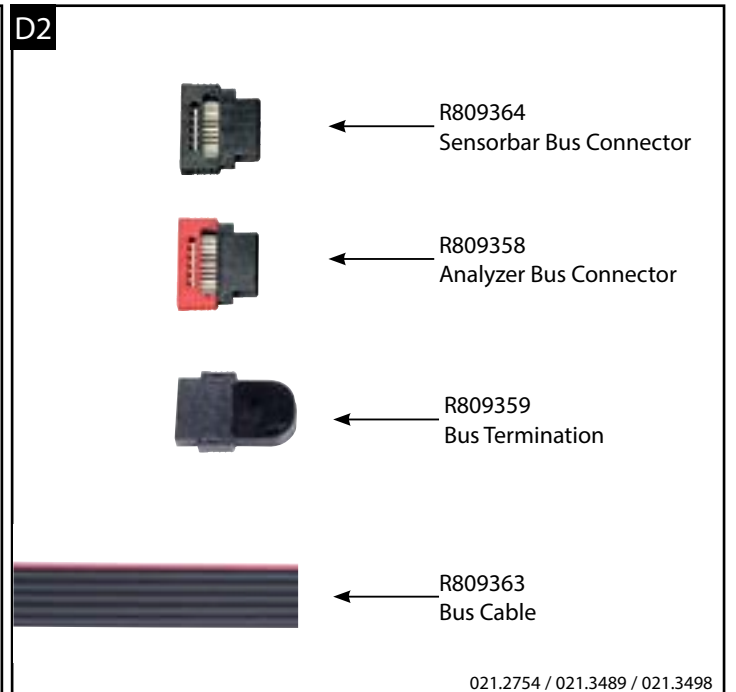 D2
R809364
Sensorbar Bus Connector
R809358
Analyzer Bus Connector
R809359
Bus Termination
R809363
Bus Cable
021.2754 / 021.3489 / 021.3498